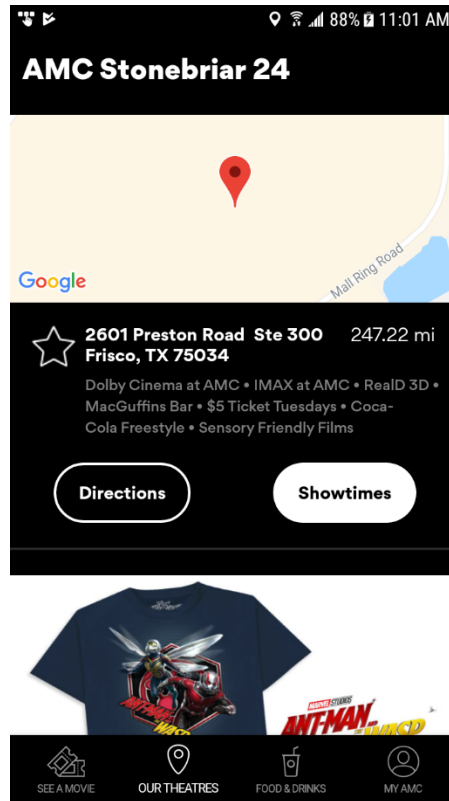 88% 11:01 AM
AMC Stonebriar 24
Mall Ring Road
Google
2601 Preston Road Ste 300 247.22 mi
Frisco, TX 75034
Dolby Cinema at AMC • IMAX at AMC • RealD 3D •
MacGuffins Bar • $5 Ticket Tuesdays • Coca-
Cola Freestyle • Sensory Friendly Films
Directions Showtimes
ANT-MAN
WASP
MARVEL STUDIOS
ANT-MAN
AND THE
WASP
SEE A MOVIE OUR THEATRES FOOD & DRINKS MY AMC